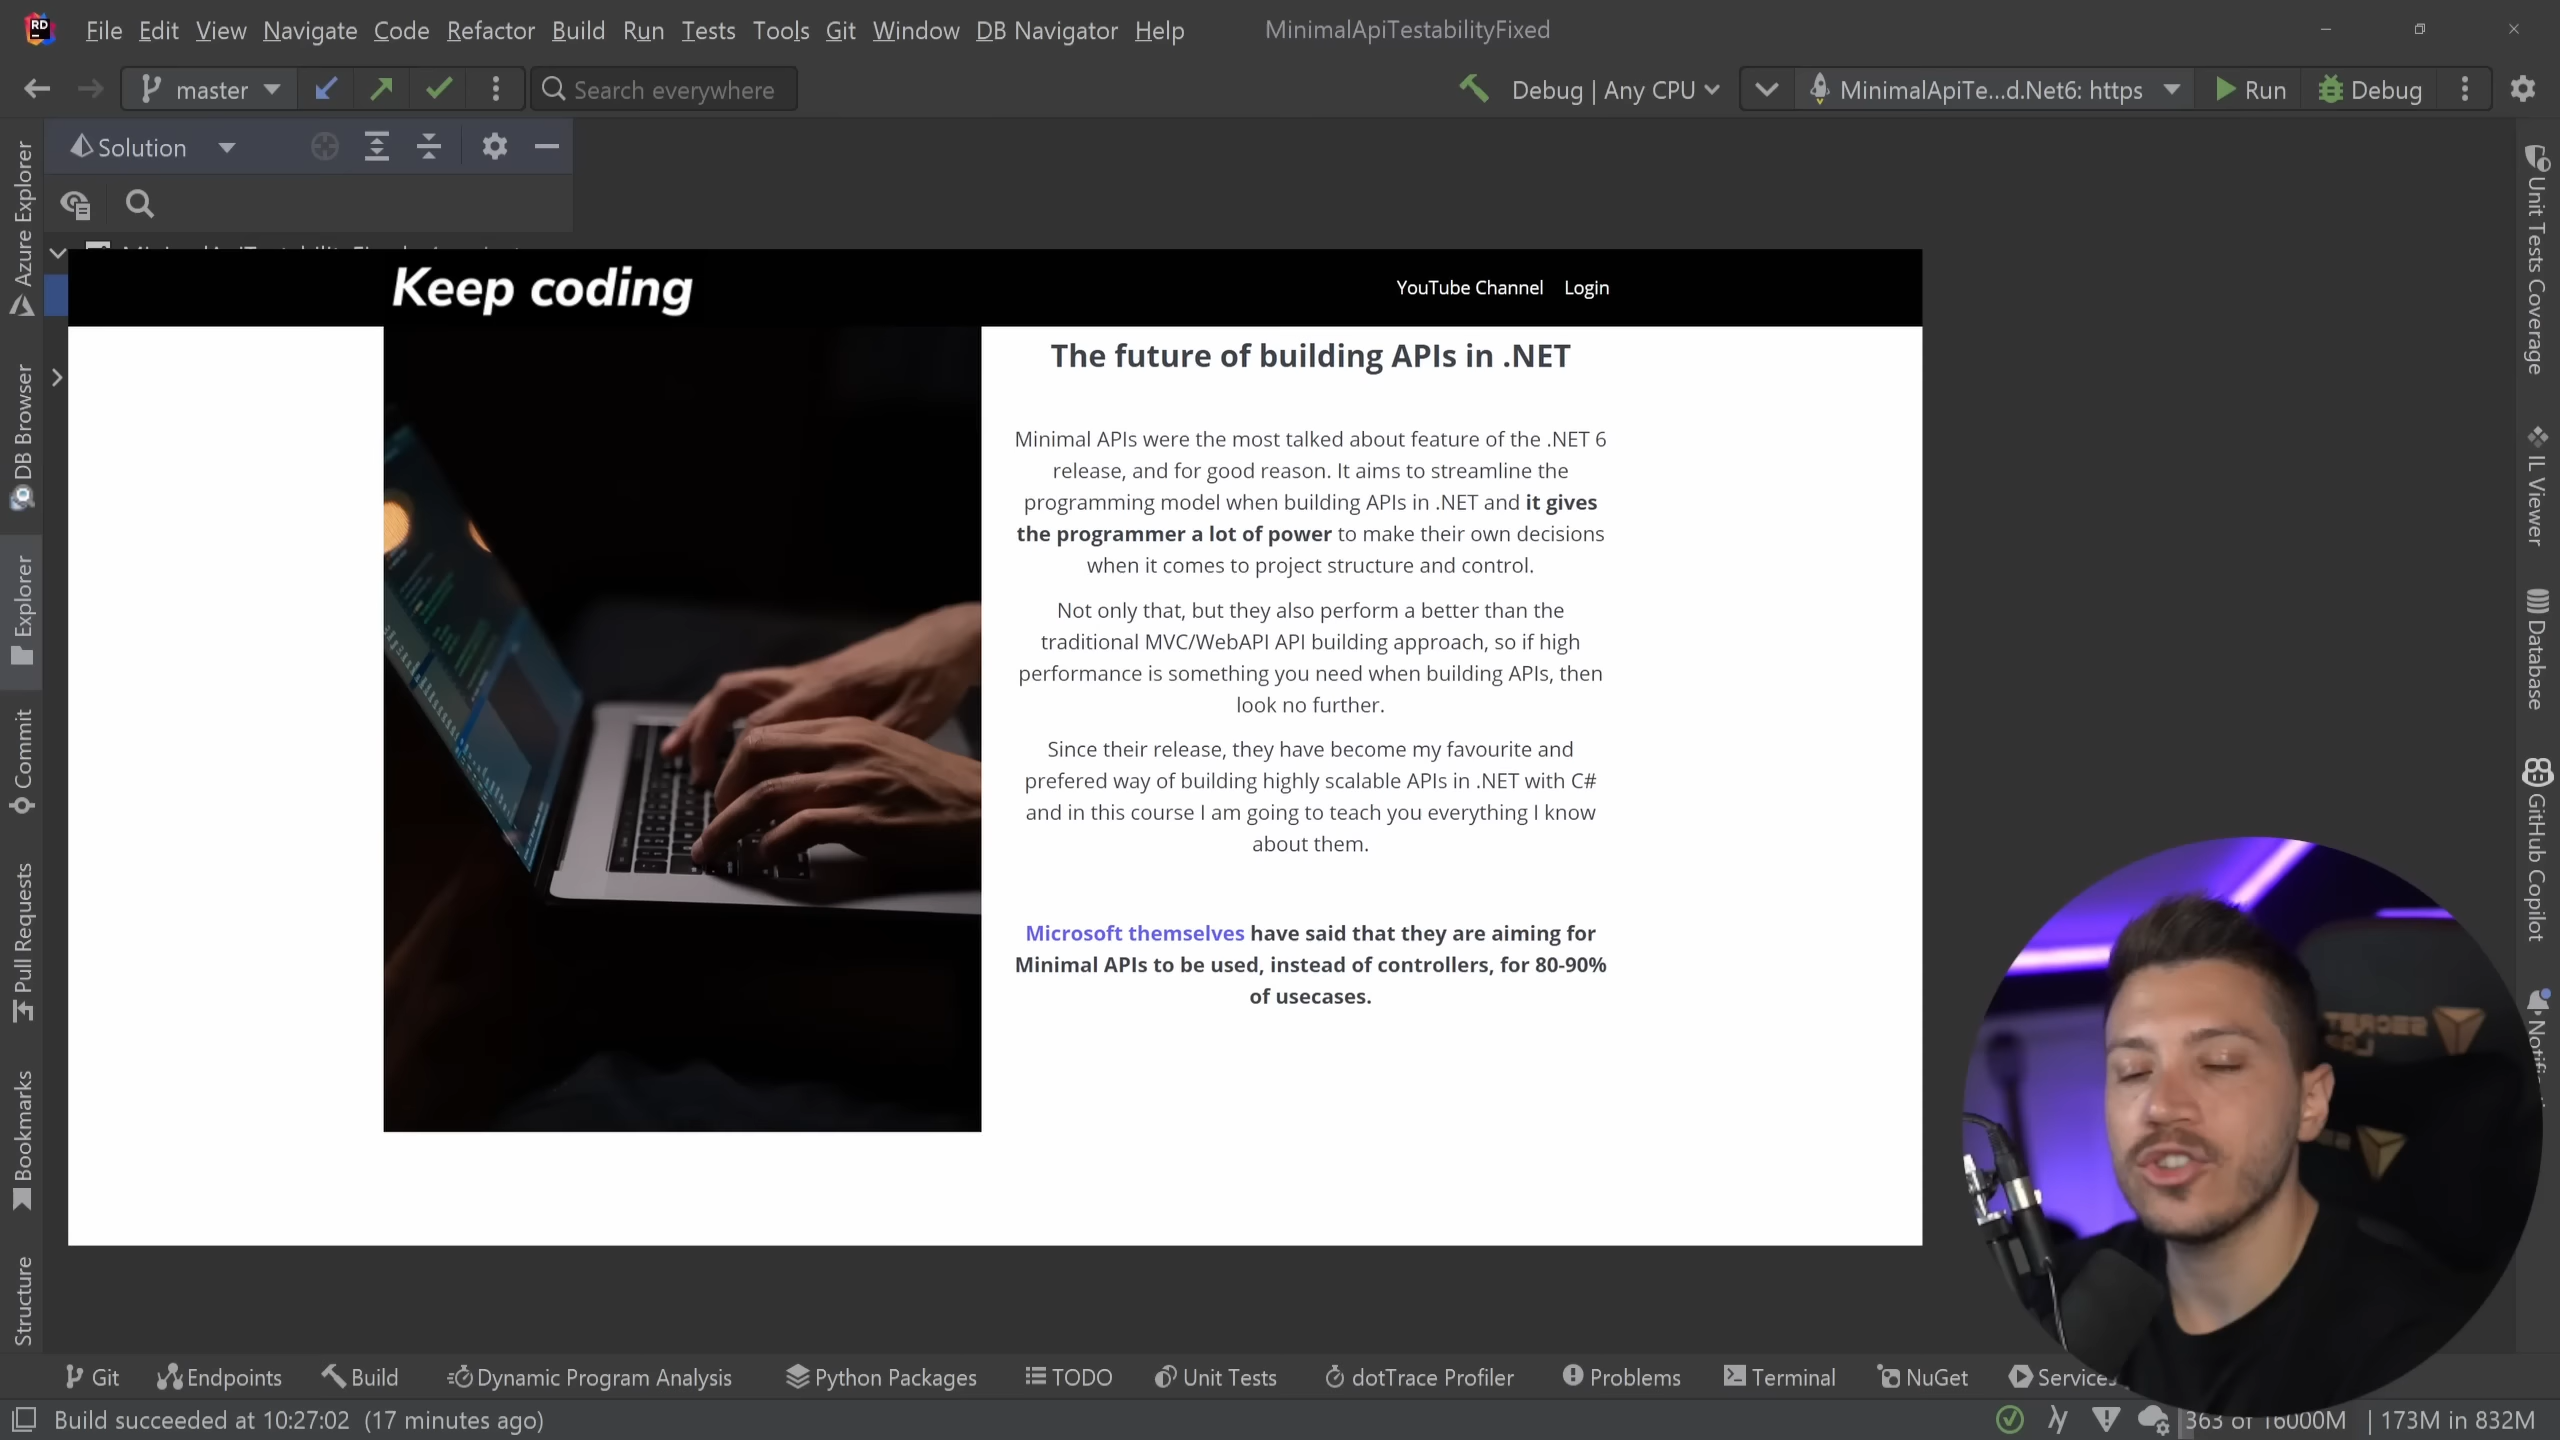 File Edit View Navigate Code Refactor Build Run Tests Tools Git Window DB Navigator Help MinimalApiTestabilityFixed
master Search everywhere Debug | Any CPU MinimalApiTe...d.Net6: https Run Debug
Solution
Azure Explorer
DB Browser
Explorer
Commit
Pull Requests
Bookmarks
Structure
Keep coding YouTube Channel Login
The future of building APIs in .NET
Minimal APIs were the most talked about feature of the .NET 6
release, and for good reason. It aims to streamline the
programming model when building APIs in .NET and it gives
the programmer a lot of power to make their own decisions
when it comes to project structure and control.
Not only that, but they also perform a better than the
traditional MVC/WebAPI API building approach, so if high
performance is something you need when building APIs, then
look no further.
Since their release, they have become my favourite and
prefered way of building highly scalable APIs in .NET with C#
and in this course I am going to teach you everything I know
about them.
Microsoft themselves have said that they are aiming for
Minimal APIs to be used, instead of controllers, for 80-90%
of usecases.
Unit Tests Coverage
IL Viewer
Database
GitHub Copilot
SECRET
LAB
Git Endpoints Build Dynamic Program Analysis Python Packages TODO Unit Tests dotTrace Profiler Problems Terminal NuGet Services
Build succeeded at 10:27:02 (17 minutes ago) 363 of 16000M 173M in 832M